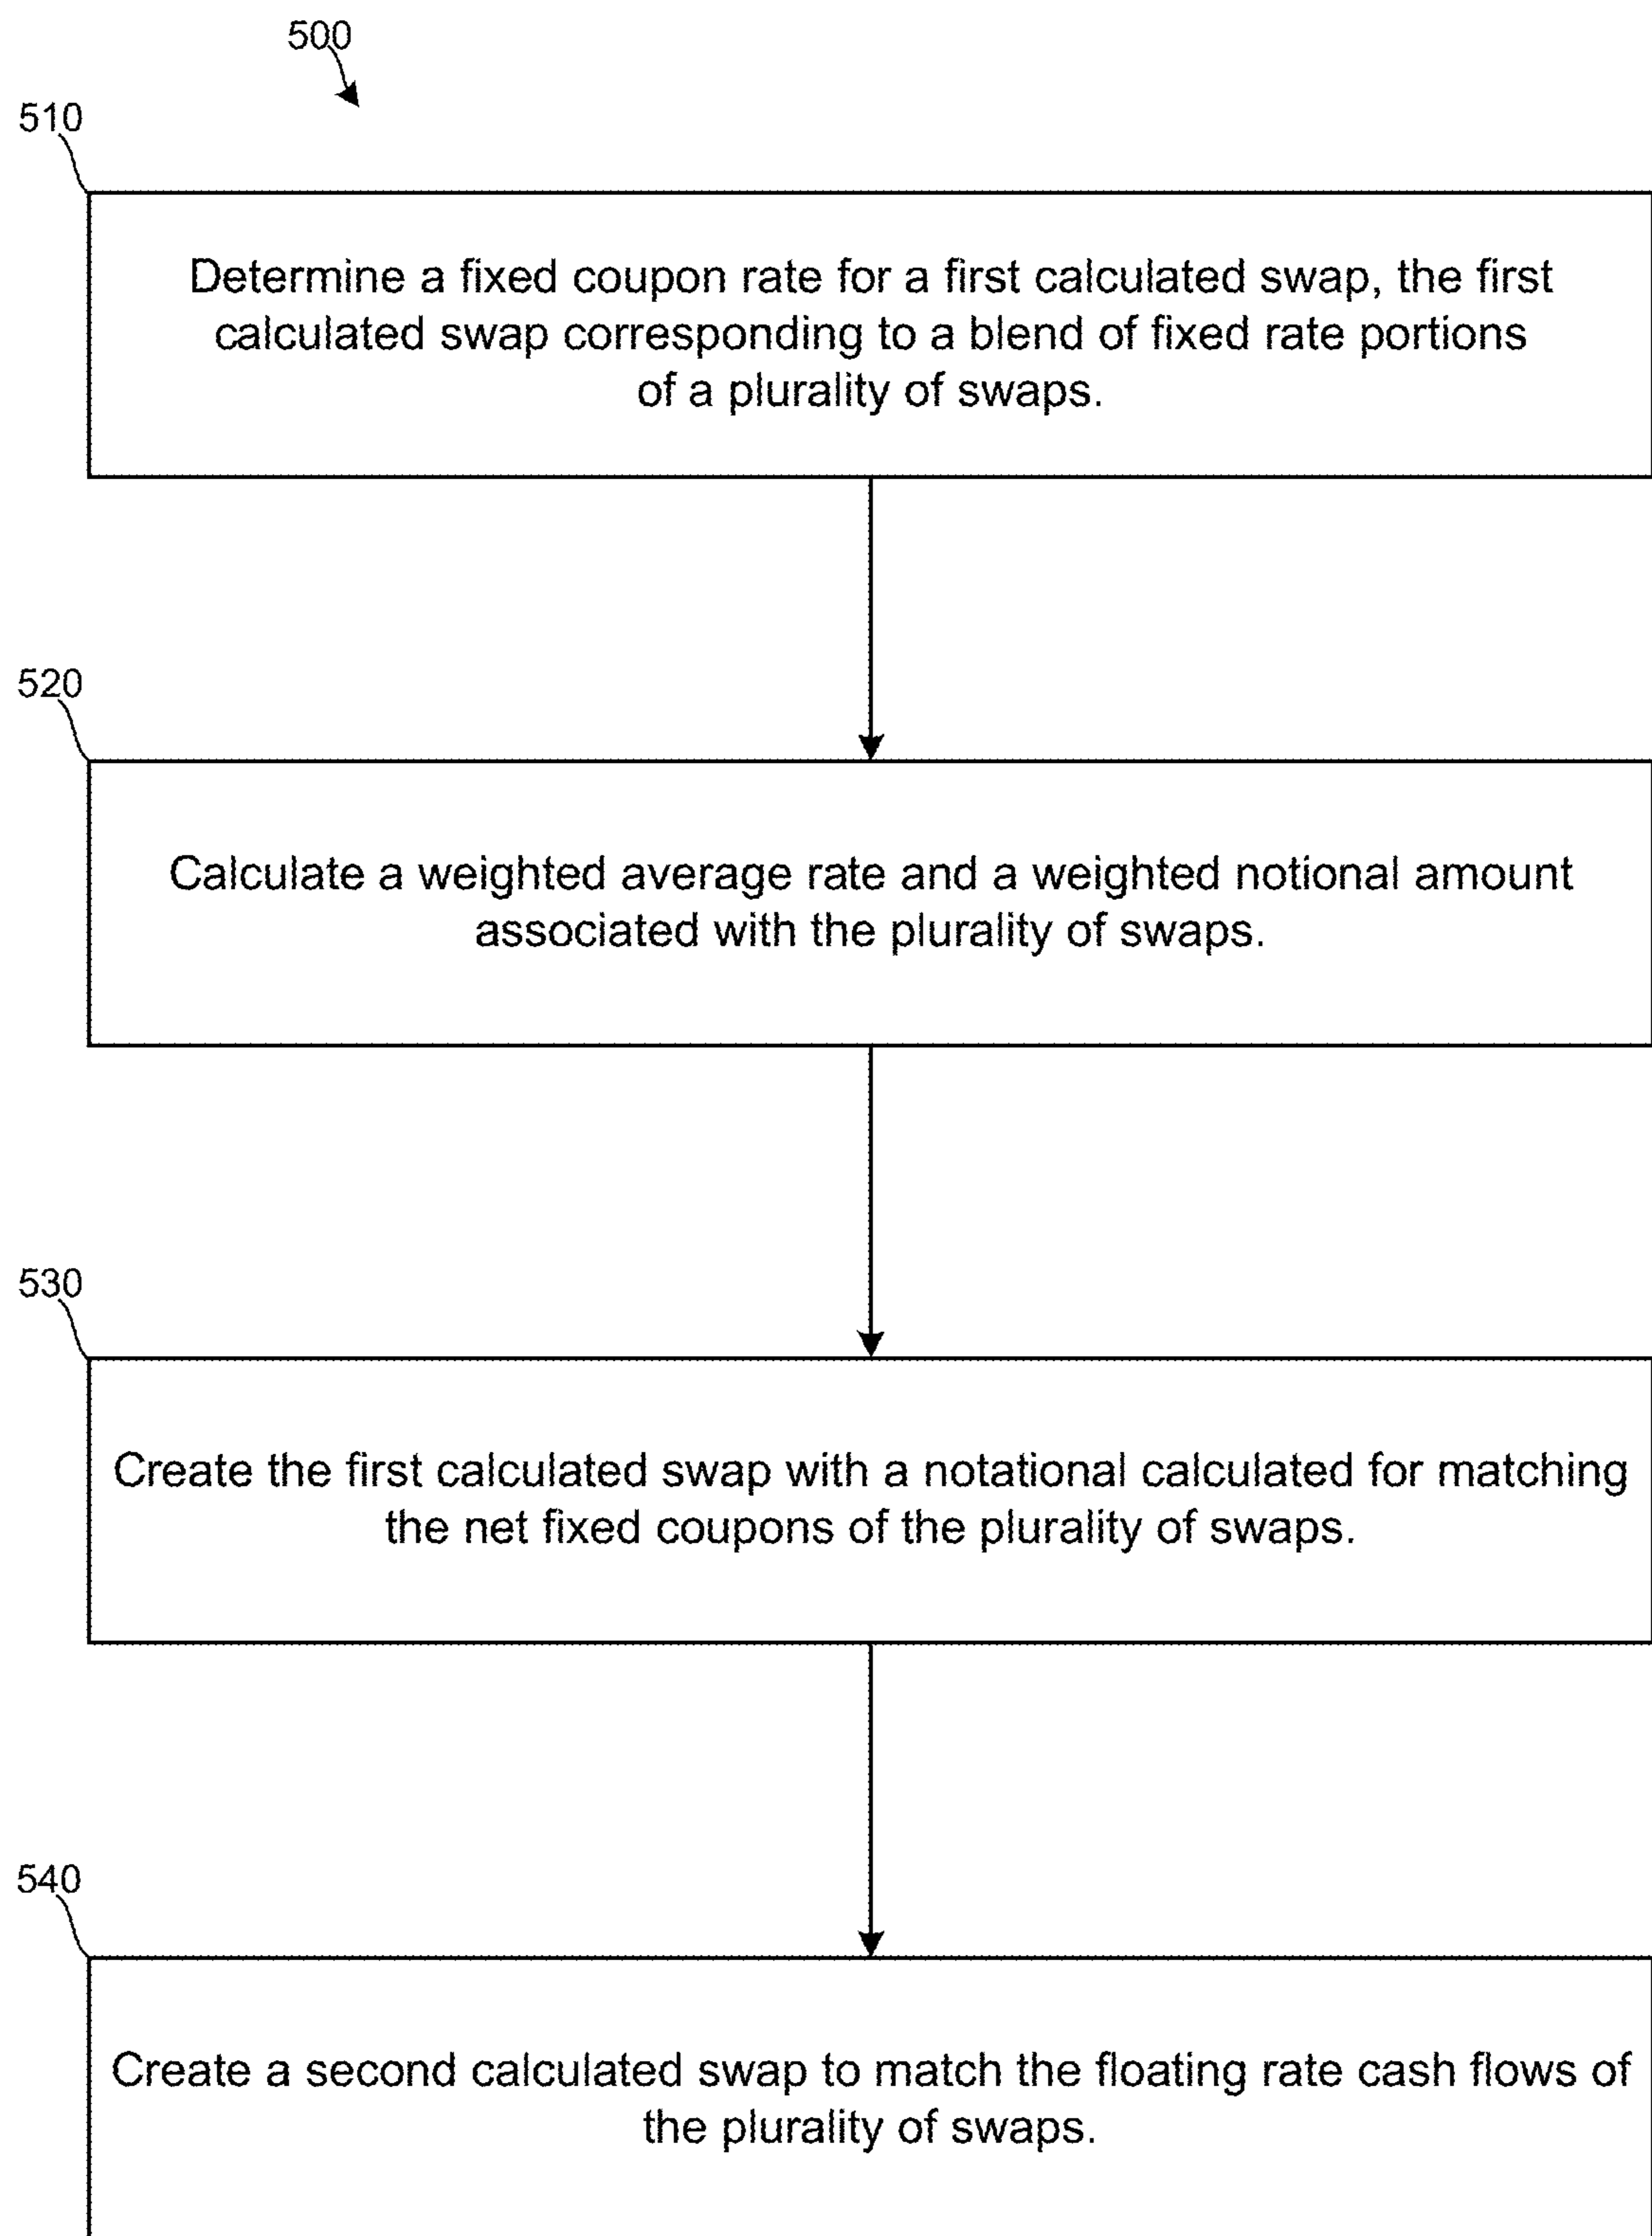 500
510
Determine a fixed coupon rate for a first calculated swap, the first
calculated swap corresponding to a blend of fixed rate portions
of a plurality of swaps.
520
Calculate a weighted average rate and a weighted notional amount
associated with the plurality of swaps.
530
Create the first calculated swap with a notational calculated for matching
the net fixed coupons of the plurality of swaps.
540
Create a second calculated swap to match the floating rate cash flows of
the plurality of swaps.